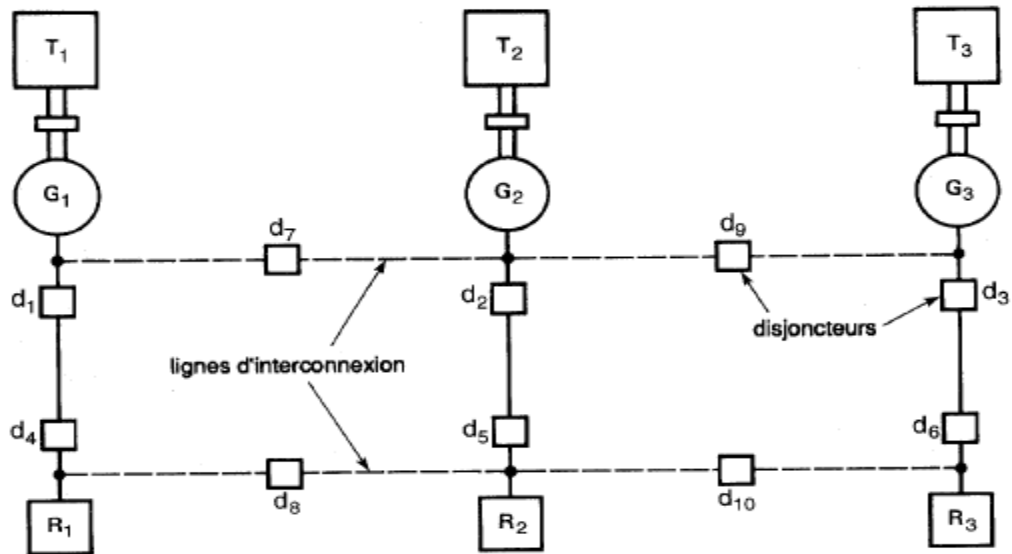 T₁ T₂ T₃
G₁ G₂ G₃
d₇ d₉
d₁ d₂ d₃
disjoncteurs
lignes d'interconnexion
d₄ d₅ d₆
d₈ d₁₀
R₁ R₂ R₃